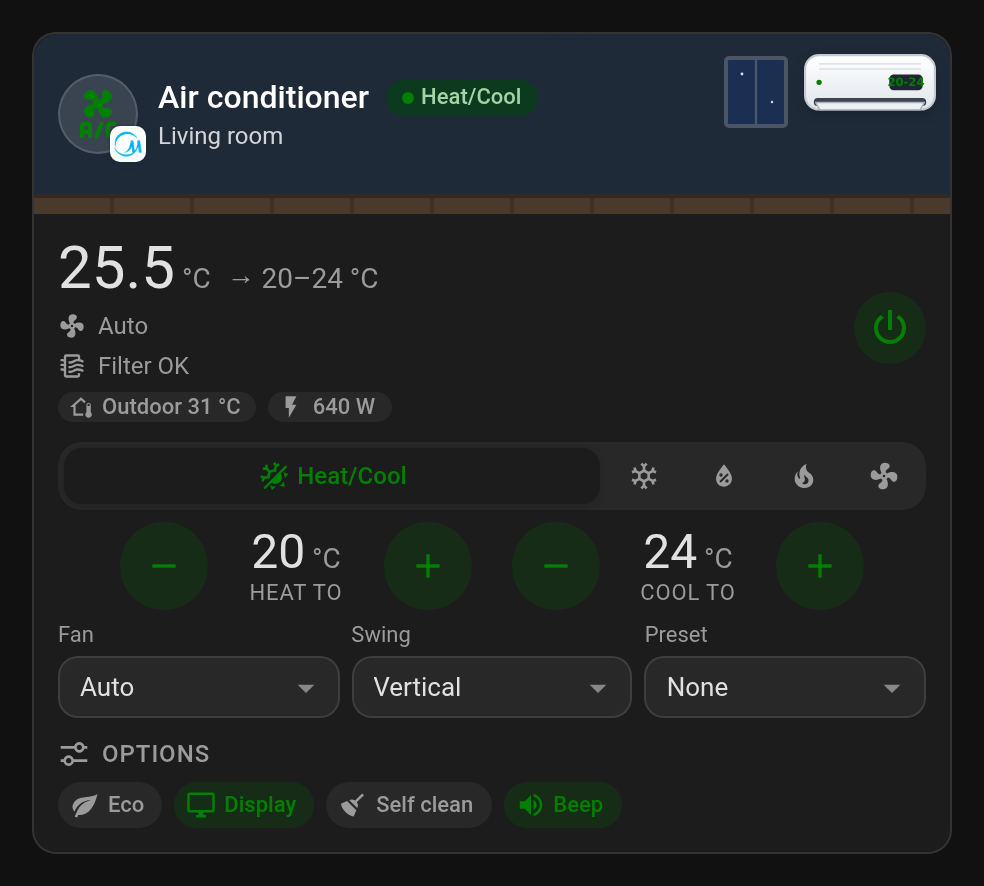 Air conditioner
Heat/Cool
Living room
20-24
25.5 °C → 20–24 °C
Auto
Filter OK
Outdoor 31 °C
640 W
Heat/Cool
20 °C
HEAT TO
24 °C
COOL TO
Fan
Swing
Preset
Auto
Vertical
None
OPTIONS
Eco
Display
Self clean
Beep